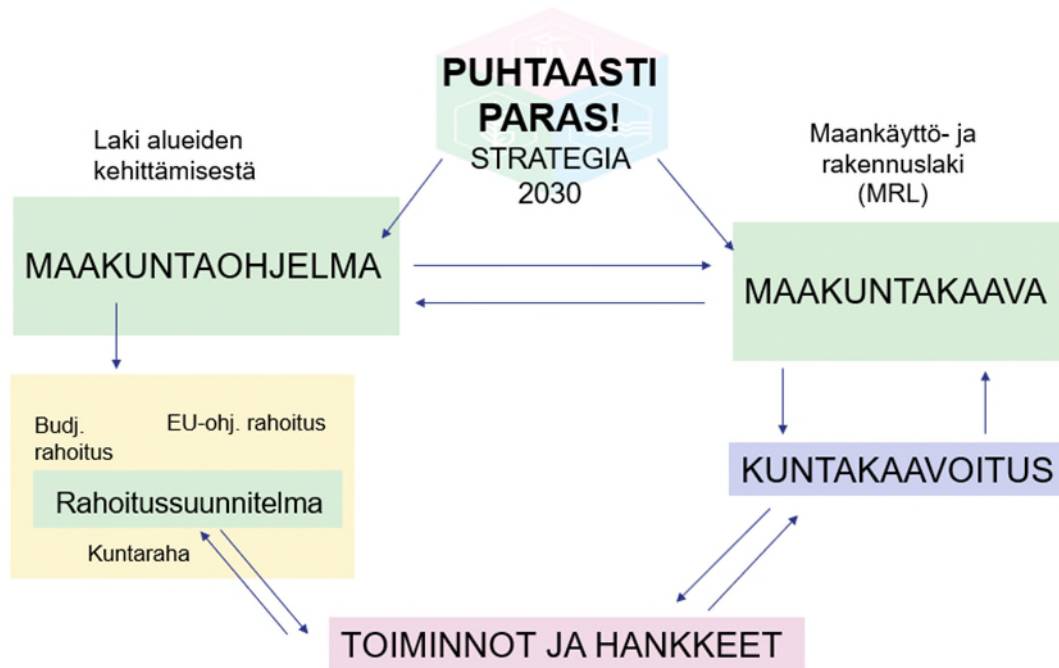 PUHTAASTI
PARAS!
STRATEGIA
2030
Laki alueiden
kehittämisestä
Maankäyttö- ja
rakennuslaki
(MRL)
MAAKUNTAOHJELMA
MAAKUNTAKAAVA
Budj.
rahoitus
EU-ohj. rahoitus
Rahoitussuunnitelma
Kuntaraha
KUNTAKAAVOITUS
TOIMINNOT JA HANKKEET